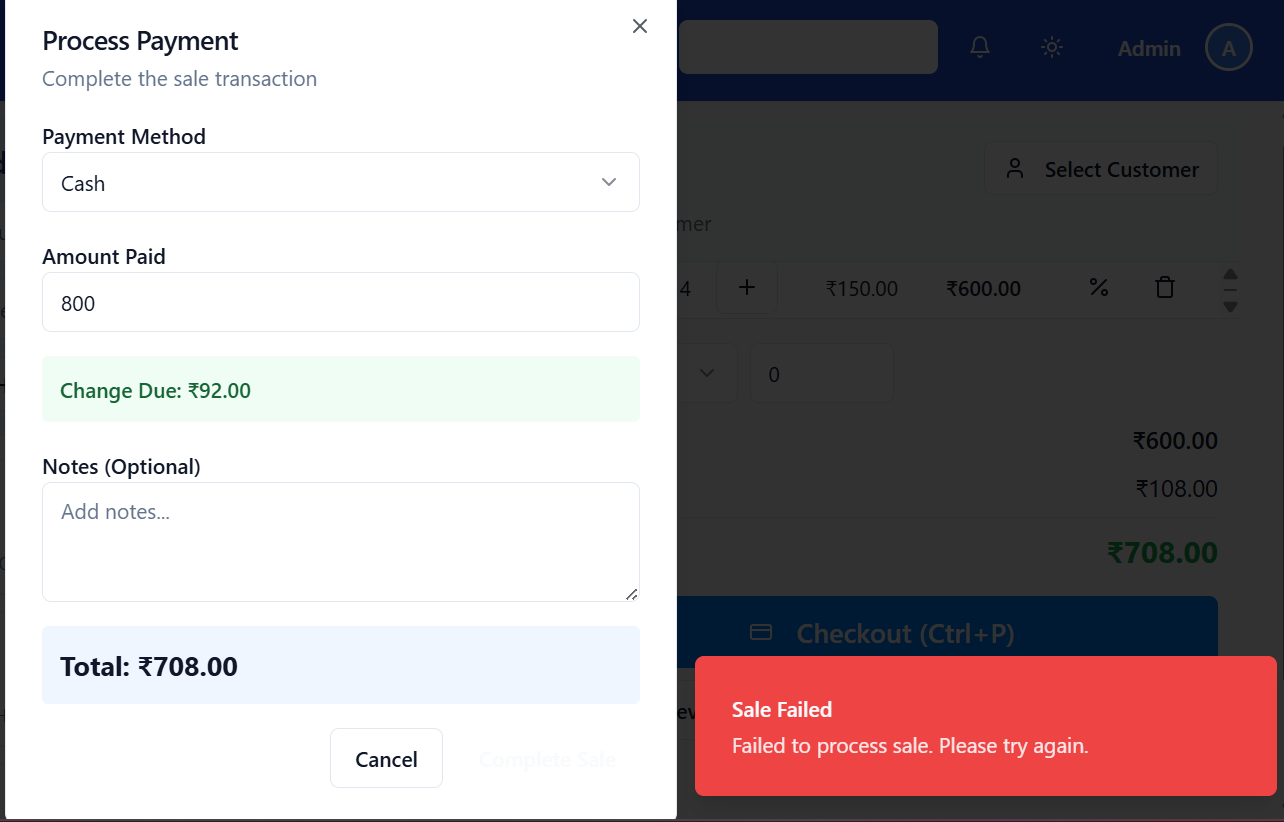 Process Payment
Complete the sale transaction
Payment Method
Cash
Amount Paid
800
Change Due: ₹92.00
Notes (Optional)
Add notes...
Total: ₹708.00
Cancel
Complete Sale
Admin
A
Select Customer
mer
4 + ₹150.00 ₹600.00 %
0
₹600.00
₹108.00
₹708.00
Checkout (Ctrl+P)
ev
Sale Failed
Failed to process sale. Please try again.